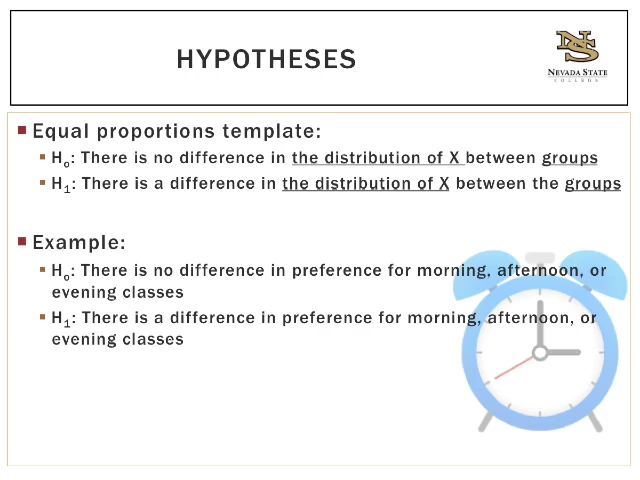 HYPOTHESES
NS
NEVADA STATE
COLLEGE
Equal proportions template:
Ho: There is no difference in the distribution of X between groups
H1: There is a difference in the distribution of X between the groups
Example:
Ho: There is no difference in preference for morning, afternoon, or
evening classes
H1: There is a difference in preference for morning, afternoon, or
evening classes